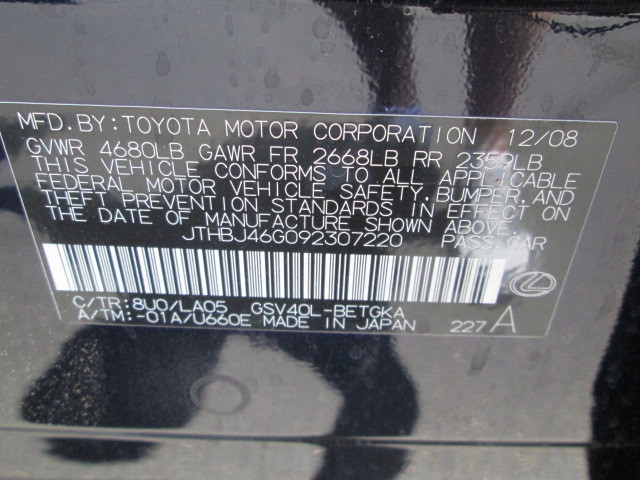 MFD. BY: TOYOTA MOTOR CORPORATION 12/08
GVWR 4680LB GAWR FR 2668LB RR 2359LB
THIS VEHICLE CONFORMS TO ALL APPLICABLE
FEDERAL MOTOR VEHICLE SAFETY, BUMPER, AND
THEFT PREVENTION STANDARDS IN EFFECT ON
THE DATE OF MANUFACTURE SHOWN ABOVE.
JTHBJ46G092307220 PASS. CAR
C/TR: 8U0/LA05 GSV40L-BETGKA
A/TM: -01A/U660E MADE IN JAPAN 227 A